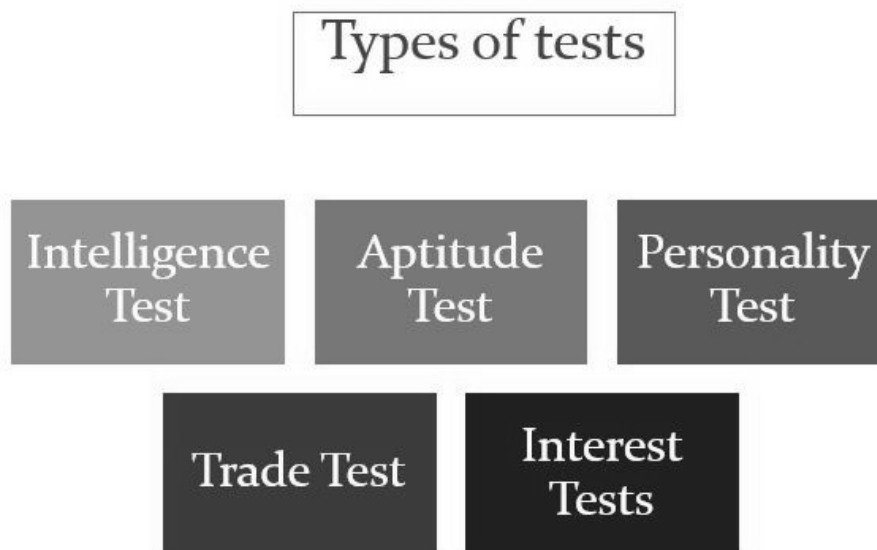 Types of tests
Intelligence
Test
Aptitude
Test
Personality
Test
Trade Test
Interest
Tests